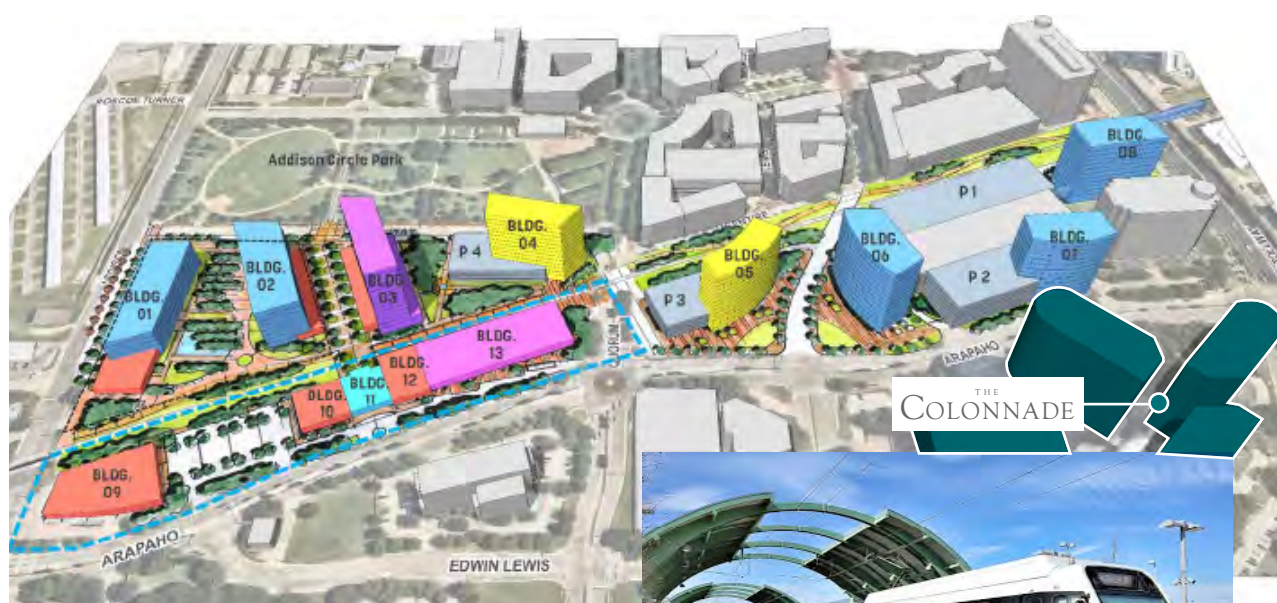 ROSCOE TURNER
Addison Circle Park
BLDG.
01
BLDG.
02
BLDG.
03
P 4
BLDG.
04
P 3
BLDG.
05
BLDG.
06
P 1
P 2
BLDG.
07
BLDG.
08
BLDG.
09
BLDG.
10
BLDG.
11
BLDG.
12
BLDG.
13
QUORUM
ARAPAHO
THE
COLONNADE
ARAPAHO
EDWIN LEWIS